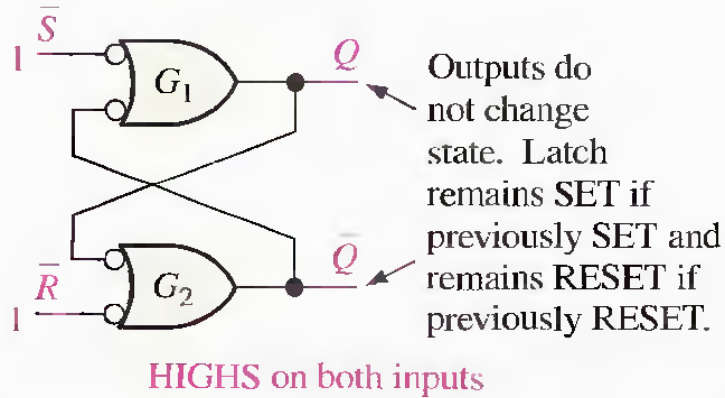 S̅
1
G₁
Q
Outputs do
not change
state. Latch
remains SET if
previously SET and
remains RESET if
previously RESET.
R̅
1
G₂
Q̅
HIGHS on both inputs